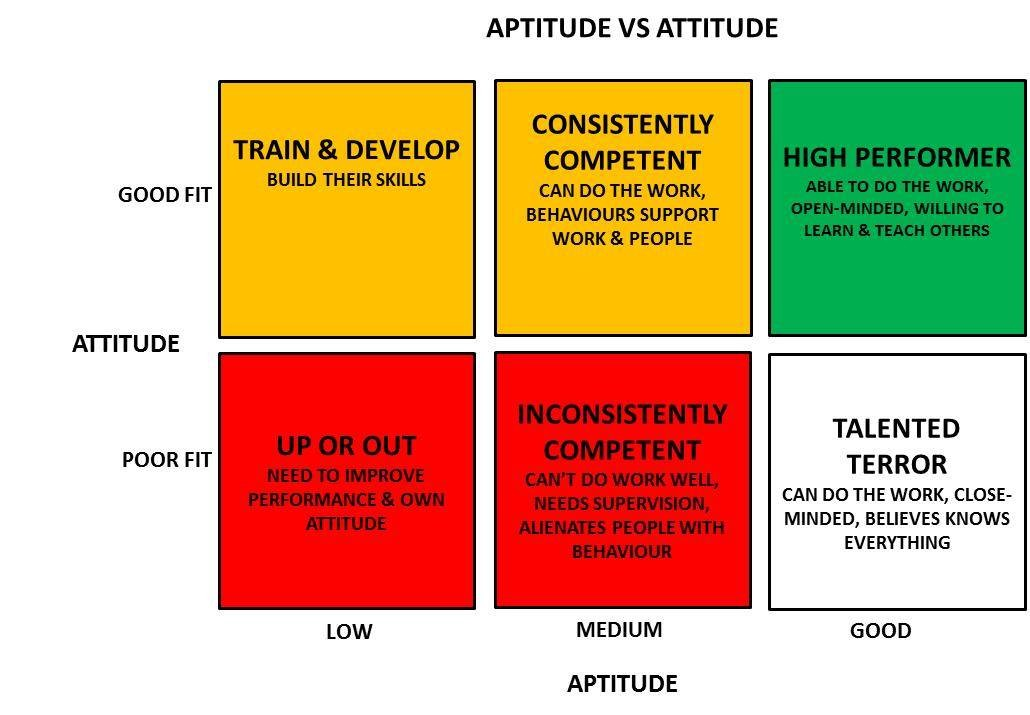 APTITUDE VS ATTITUDE
GOOD FIT
TRAIN & DEVELOP
BUILD THEIR SKILLS
CONSISTENTLY
COMPETENT
CAN DO THE WORK,
BEHAVIOURS SUPPORT
WORK & PEOPLE
HIGH PERFORMER
ABLE TO DO THE WORK,
OPEN-MINDED, WILLING TO
LEARN & TEACH OTHERS
ATTITUDE
POOR FIT
UP OR OUT
NEED TO IMPROVE
PERFORMANCE & OWN
ATTITUDE
INCONSISTENTLY
COMPETENT
CAN'T DO WORK WELL,
NEEDS SUPERVISION,
ALIENATES PEOPLE WITH
BEHAVIOUR
TALENTED
TERROR
CAN DO THE WORK, CLOSE-
MINDED, BELIEVES KNOWS
EVERYTHING
LOW
MEDIUM
GOOD
APTITUDE